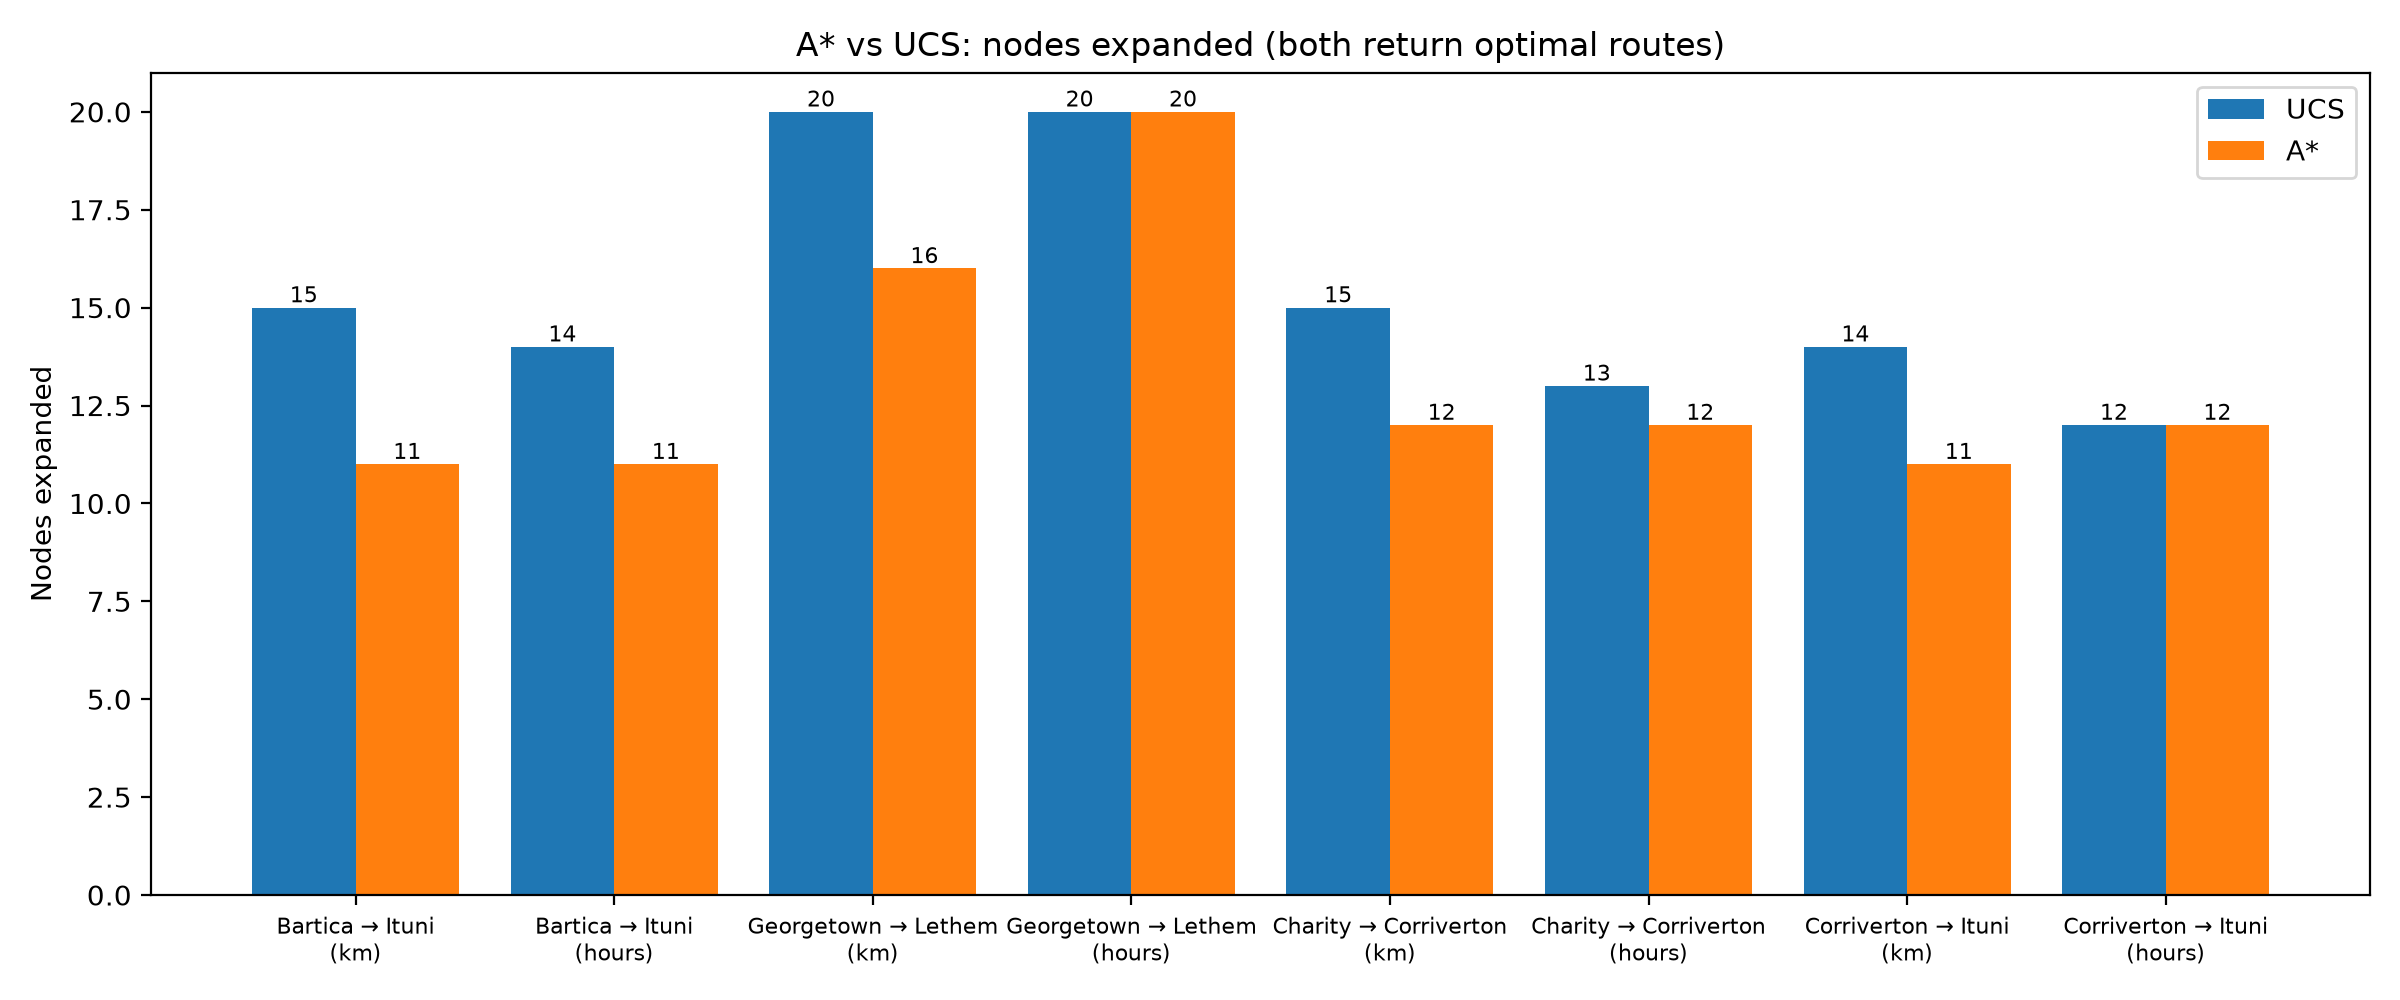 A* vs UCS: nodes expanded (both return optimal routes)
UCS
A*
Nodes expanded
20.0
17.5
15.0
12.5
10.0
7.5
5.0
2.5
0.0
15
11
14
11
20
16
20
20
15
12
13
12
14
11
12
12
Bartica → Ituni
(km)
Bartica → Ituni
(hours)
Georgetown → Lethem
(km)
Georgetown → Lethem
(hours)
Charity → Corriverton
(km)
Charity → Corriverton
(hours)
Corriverton → Ituni
(km)
Corriverton → Ituni
(hours)